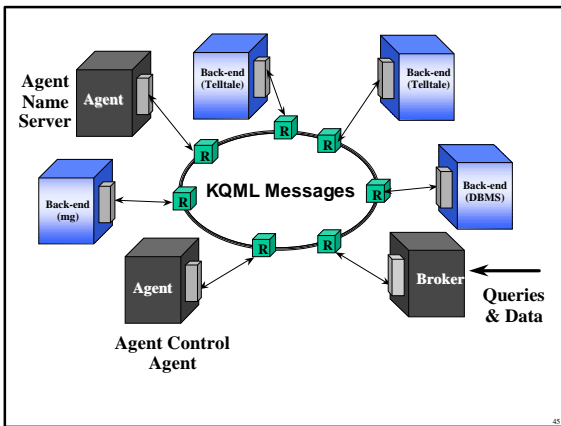 Agent
Name
Server
Agent
Back-end
(Telltale)
Back-end
(Telltale)
R
R
R
R
Back-end
(mg)
R
KQML Messages
R
Back-end
(DBMS)
R
R
Agent
Broker
Queries
& Data
Agent Control
Agent
45